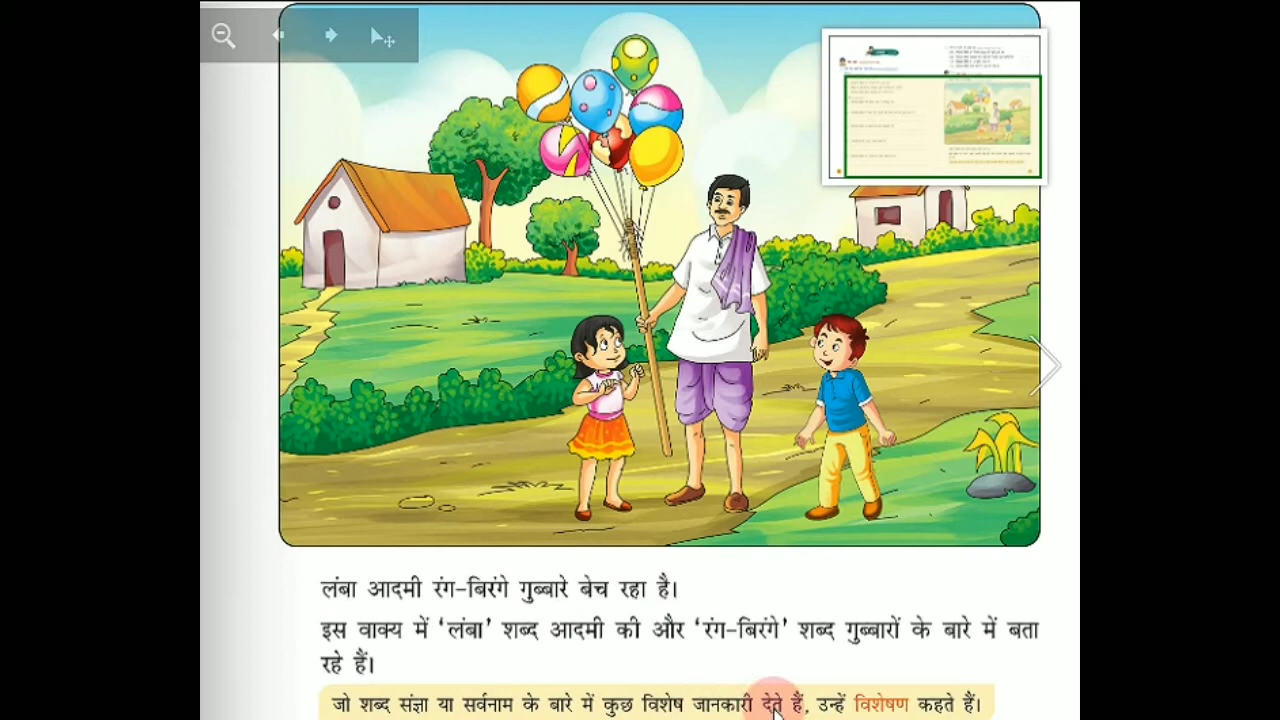 लंबा आदमी रंग-बिरंगे गुब्बारे बेच रहा है।
इस वाक्य में ‘लंबा’ शब्द आदमी की और ‘रंग-बिरंगे’ शब्द गुब्बारों के बारे में बता
रहे हैं।
जो शब्द संज्ञा या सर्वनाम के बारे में कुछ विशेष जानकारी देते हैं, उन्हें विशेषण कहते हैं।